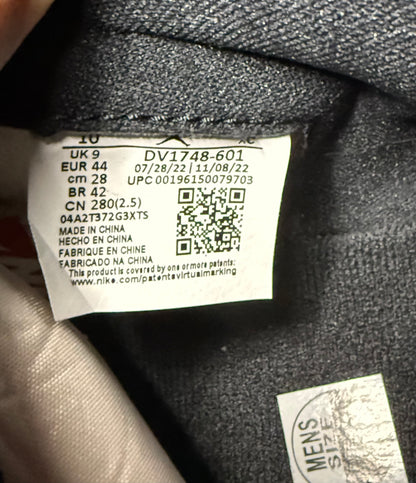 10
UK 9
EUR 44
cm 28
BR 42
CN 280(2.5)
04A2T372G3XTS
DV1748-601
07/28/22 | 11/08/22
UPC 00196150079703
MADE IN CHINA
HECHO EN CHINA
FABRIQUE EN CHINE
FABRICADO NA CHINA
This product is covered by one or more patents:
www.nike.com/patents&virtualmarking
MENS
SIZE